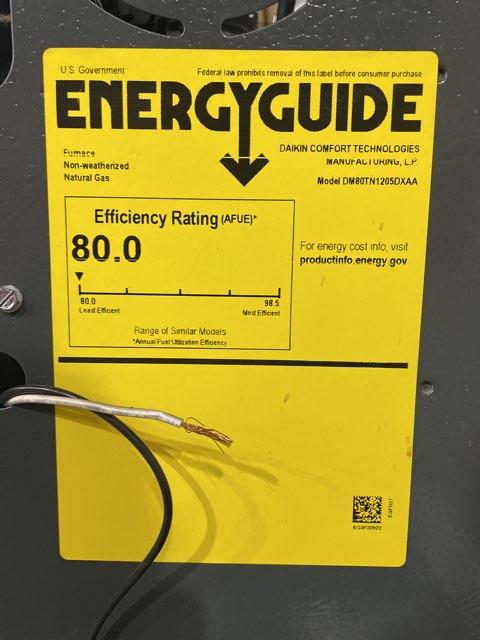 U.S. Government
Federal law prohibits removal of this label before consumer purchase
ENERGYGUIDE
Furnace
Non-weatherized
Natural Gas
DAIKIN COMFORT TECHNOLOGIES
MANUFACTURING, L.P.
Model DM80TN1205DXAA
Efficiency Rating (AFUE)*
80.0
80.0
Least Efficient
98.5
Most Efficient
Range of Similar Models
*Annual Fuel Utilization Efficiency
For energy cost info, visit
productinfo.energy.gov